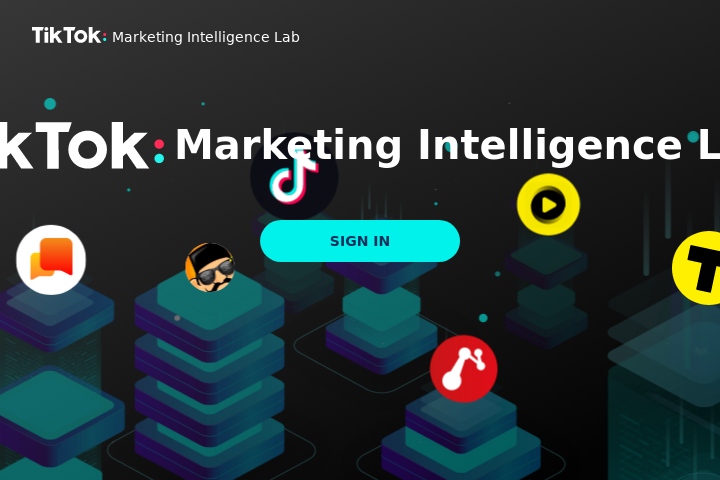 TikTok: Marketing Intelligence Lab
kTok: Marketing Intelligence L
SIGN IN
T